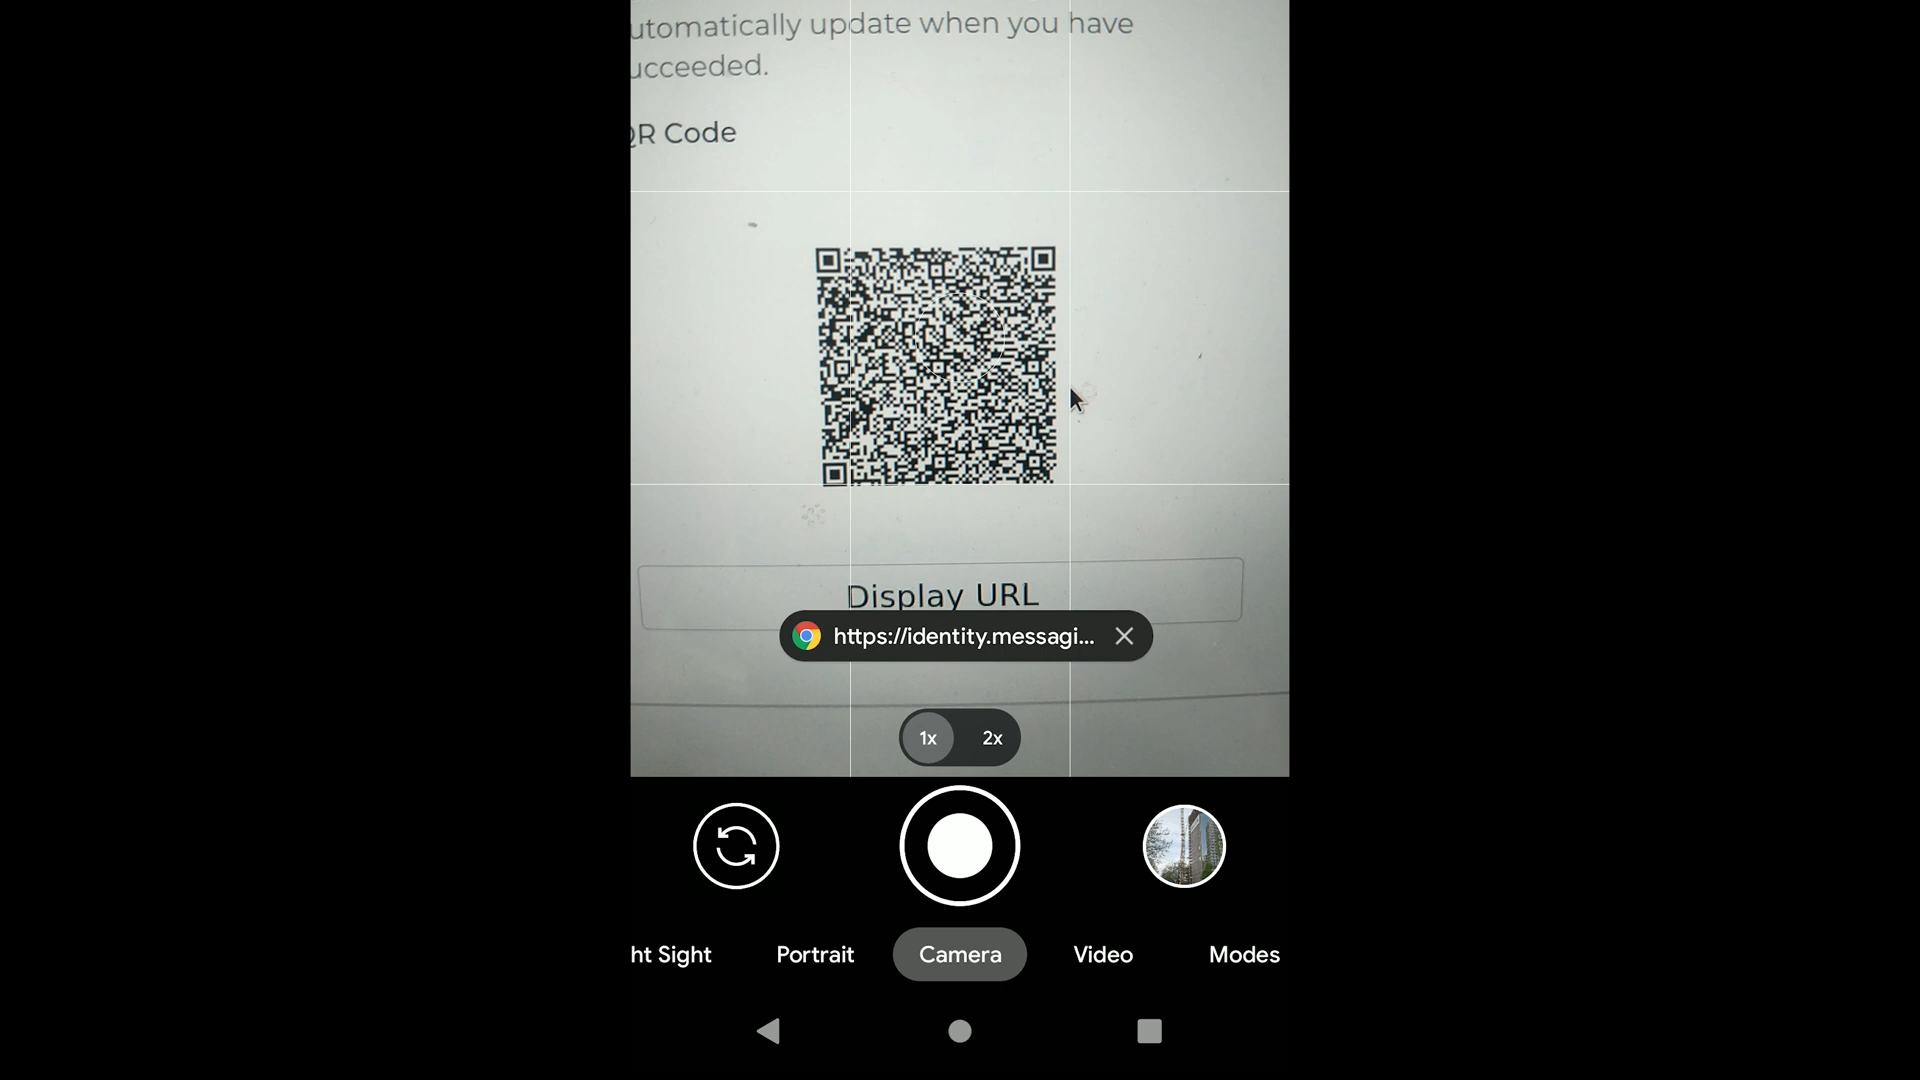 utomatically update when you have
ucceeded.
QR Code
Display URL
https://identity.messagi...
1x
2x
ht Sight
Portrait
Camera
Video
Modes